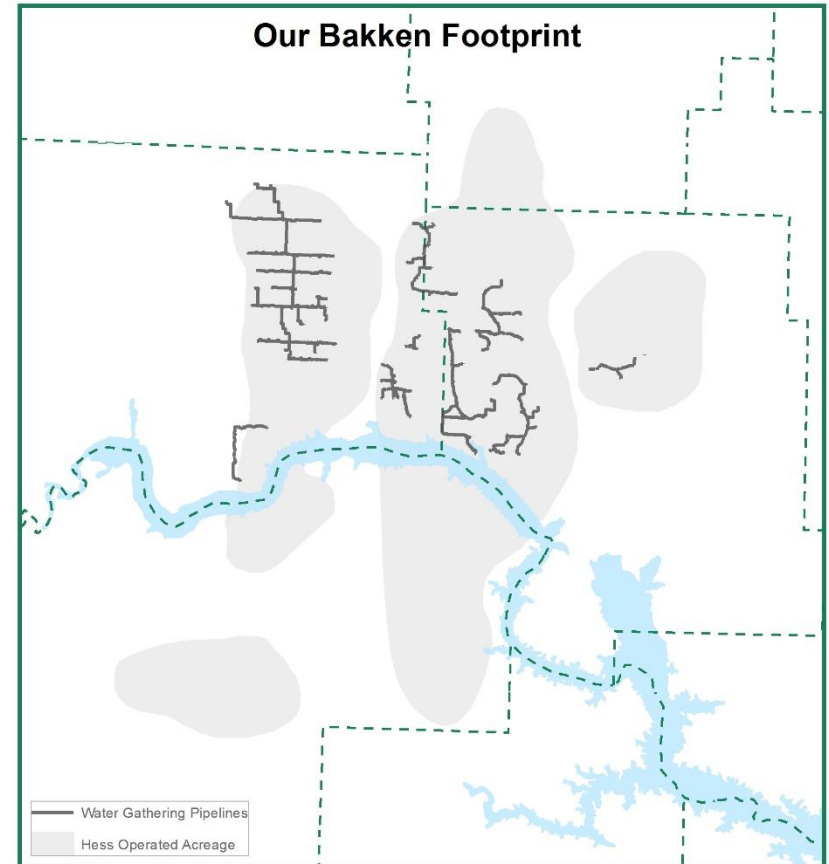 Our Bakken Footprint
Water Gathering Pipelines
Hess Operated Acreage